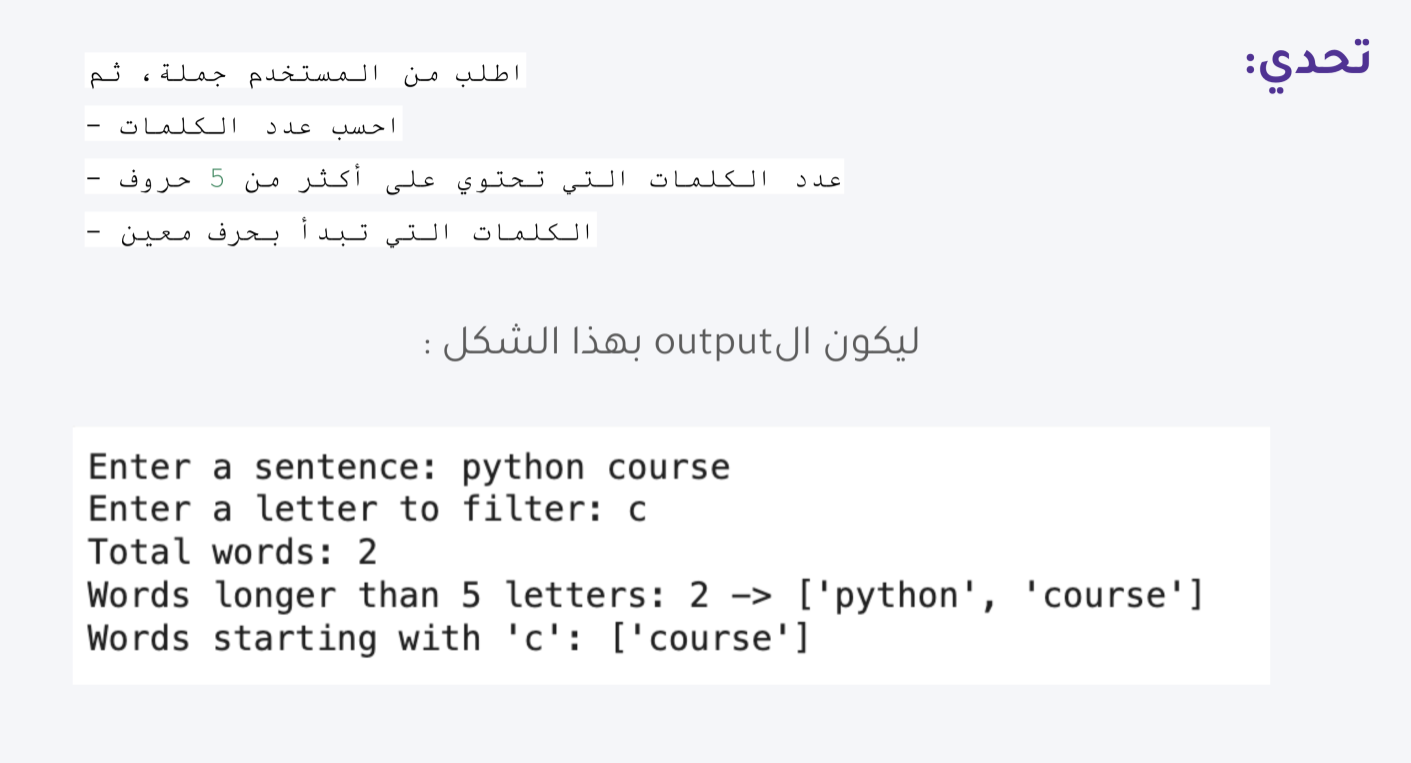 تحدي:
اطلب من المستخدم جملة، ثم
احسب عدد الكلمات -
عدد الكلمات التي تحتوي على أكثر من 5 حروف -
الكلمات التي تبدأ بحرف معين -
ليكون الoutput بهذا الشكل :
Enter a sentence: python course
Enter a letter to filter: c
Total words: 2
Words longer than 5 letters: 2 -> ['python', 'course']
Words starting with 'c': ['course']